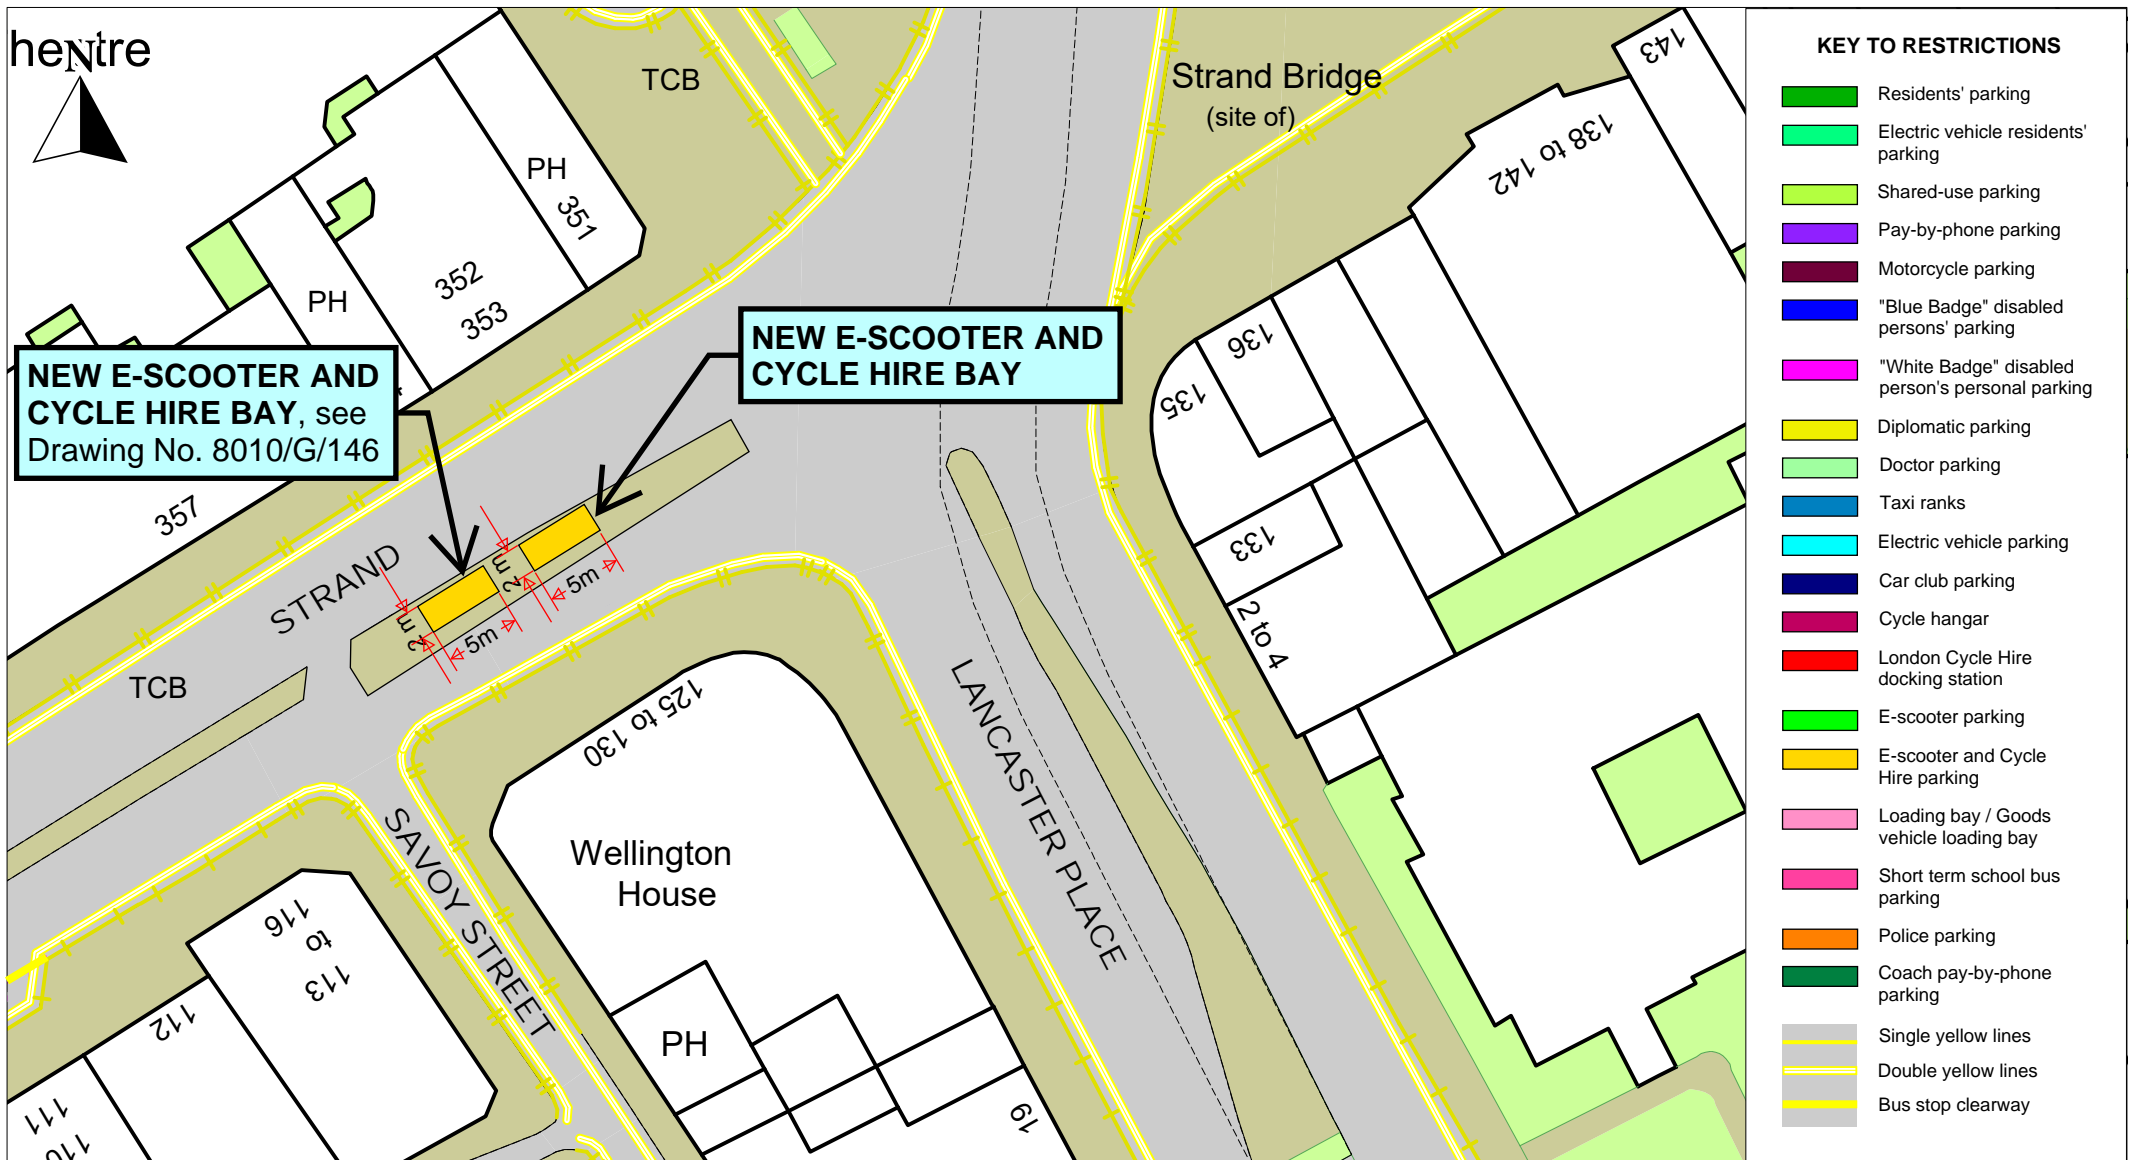 hentre
N
TCB
Strand Bridge
(site of)
143
138 to 142
PH
351
352
353
PH
NEW E-SCOOTER AND
CYCLE HIRE BAY
NEW E-SCOOTER AND
CYCLE HIRE BAY, see
Drawing No. 8010/G/146
136
135
133
2 to 4
357
STRAND
2 m
5m
2 m
5m
TCB
125 to 130
LANCASTER PLACE
SAVOY STREET
Wellington
House
116
to
113
112
111
110
PH
19
KEY TO RESTRICTIONS
Residents' parking
Electric vehicle residents'
parking
Shared-use parking
Pay-by-phone parking
Motorcycle parking
"Blue Badge" disabled
persons' parking
"White Badge" disabled
person's personal parking
Diplomatic parking
Doctor parking
Taxi ranks
Electric vehicle parking
Car club parking
Cycle hangar
London Cycle Hire
docking station
E-scooter parking
E-scooter and Cycle
Hire parking
Loading bay / Goods
vehicle loading bay
Short term school bus
parking
Police parking
Coach pay-by-phone
parking
Single yellow lines
Double yellow lines
Bus stop clearway